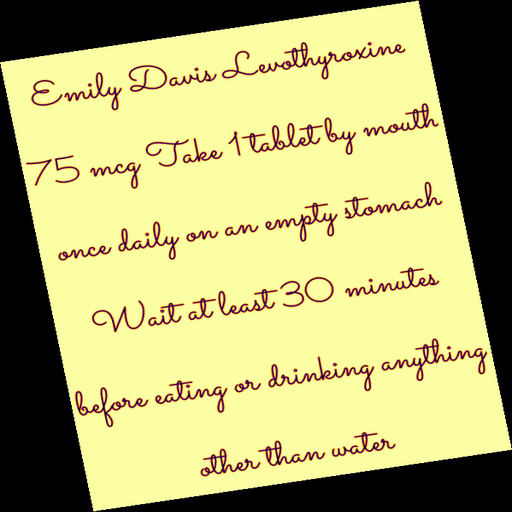 Emily Davis Levothyroxine
75 mcg Take 1 tablet by mouth
once daily on an empty stomach
Wait at least 30 minutes
before eating or drinking anything
other than water